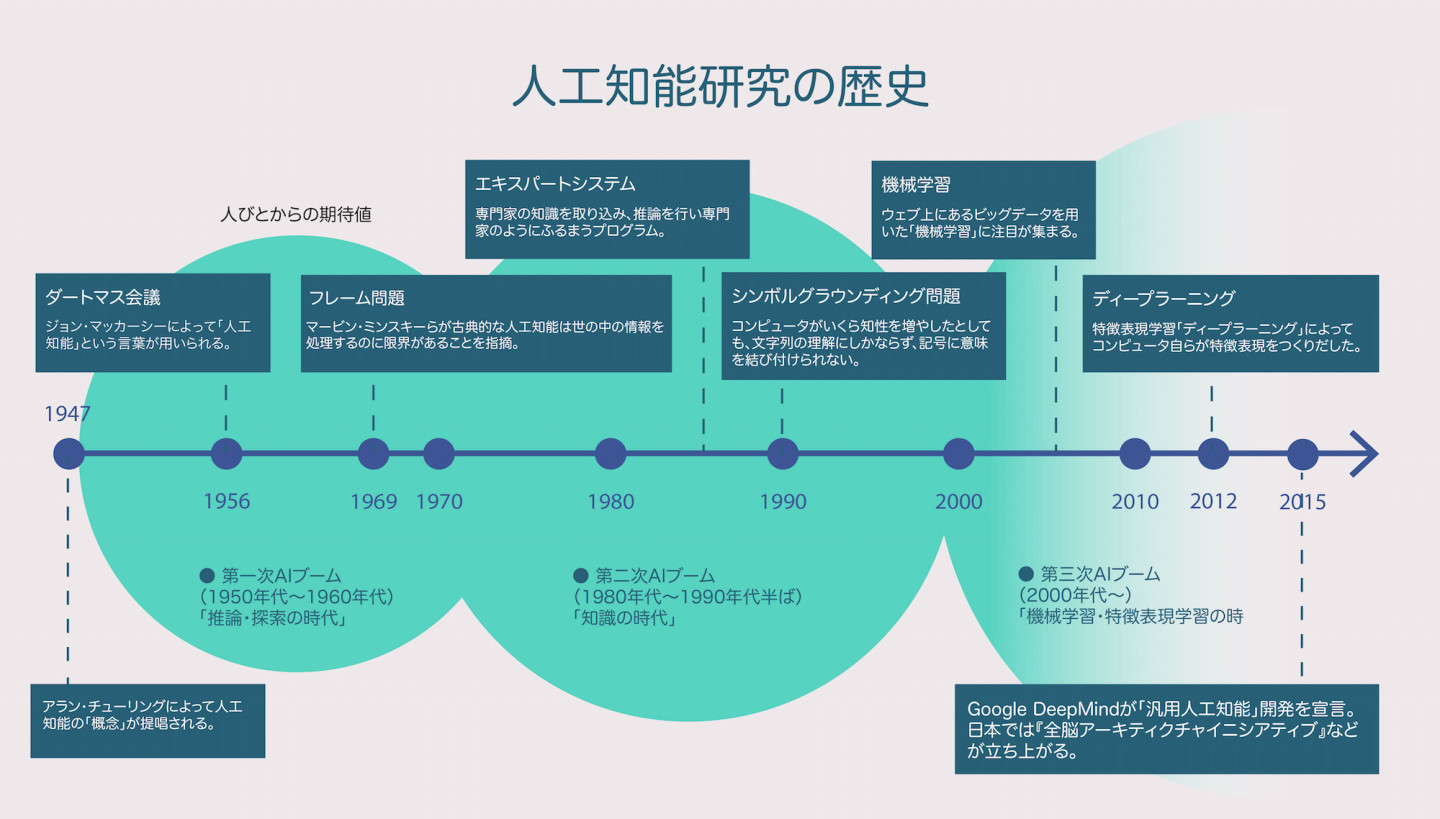 人工知能研究の歴史
人びとからの期待値
エキスパートシステム
専門家の知識を取り込み、推論を行い専門
家のようにふるまうプログラム。
機械学習
ウェブ上にあるビッグデータを用
いた「機械学習」に注目が集まる。
ダートマス会議
ジョン・マッカーシーによって「人工
知能」という言葉が用いられる。
フレーム問題
マービン・ミンスキーらが古典的な人工知能は世の中の情報を
処理するのに限界があることを指摘。
シンボルグラウンディング問題
コンピュータがいくら知性を増やしたとして
も、文字列の理解にしかならず、記号に意味
を結び付けられない。
ディープラーニング
特徴表現学習「ディープラーニング」によって
コンピュータ自らが特徴表現をつくりだした。
1947
1956
1969
1970
1980
1990
2000
2010
2012
2015
● 第一次AIブーム
(1950年代〜1960年代)
「推論・探索の時代」
● 第二次AIブーム
(1980年代〜1990年代半ば)
「知識の時代」
● 第三次AIブーム
(2000年代〜)
「機械学習・特徴表現学習の時
アラン・チューリングによって人工
知能の「概念」が提唱される。
Google DeepMindが「汎用人工知能」開発を宣言。
日本では『全脳アーキティクチャイニシアティブ』など
が立ち上がる。